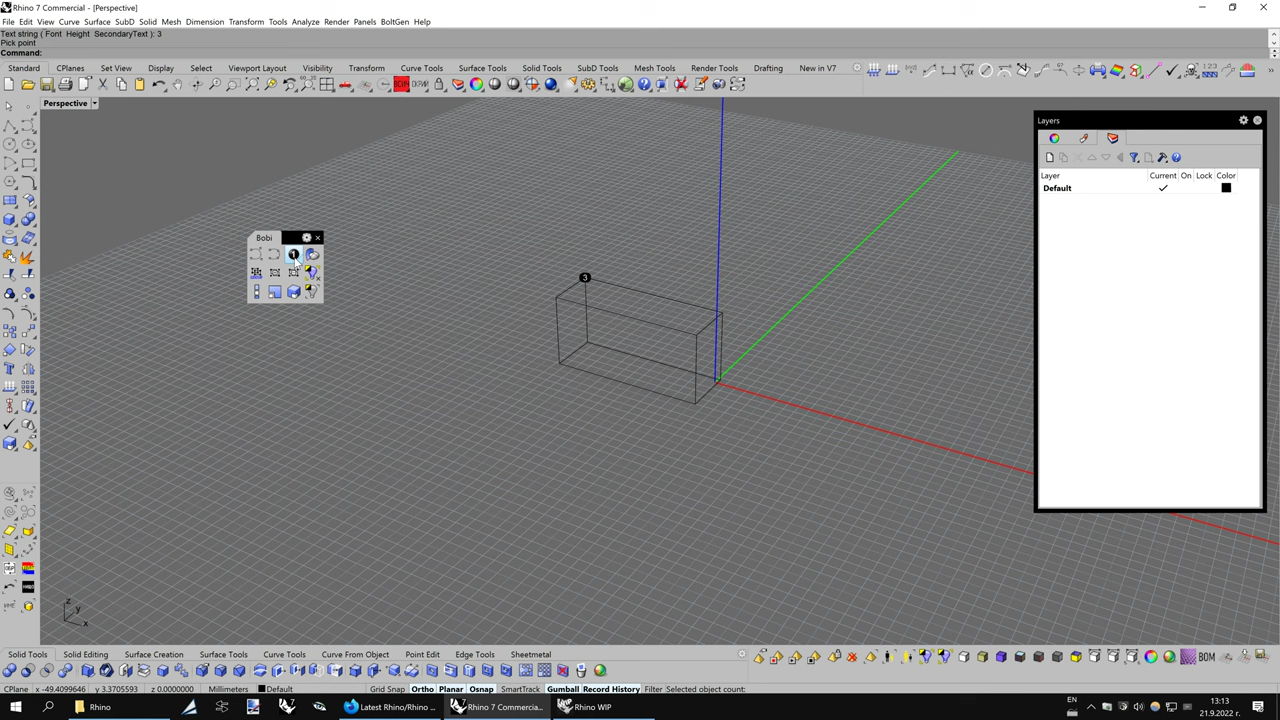 Rhino 7 Commercial - [Perspective]
File Edit View Curve Surface SubD Solid Mesh Dimension Transform Tools Analyze Render Panels BoltGen Help
Text string ( Font Height SecondaryText ): 3
Pick point
Command:
Standard CPlanes Set View Display Select Viewport Layout Visibility Transform Curve Tools Surface Tools Solid Tools SubD Tools Mesh Tools Render Tools Drafting New in V7
Perspective
Layers
Layer Current On Lock Color
Default
Bobi
1
3
z
y
x
Solid Tools Solid Editing Surface Creation Surface Tools Curve Tools Curve From Object Point Edit Edge Tools Sheetmetal
BOM
CPlane x -49.4099646 y 3.3705593 z 0.0000000 Millimeters Default Grid Snap Ortho Planar Osnap SmartTrack Gumball Record History Filter Selected object count:
Rhino Latest Rhino/Rhino ... Rhino 7 Commercial... Rhino WIP EN 13:13
21.9.2022 г.